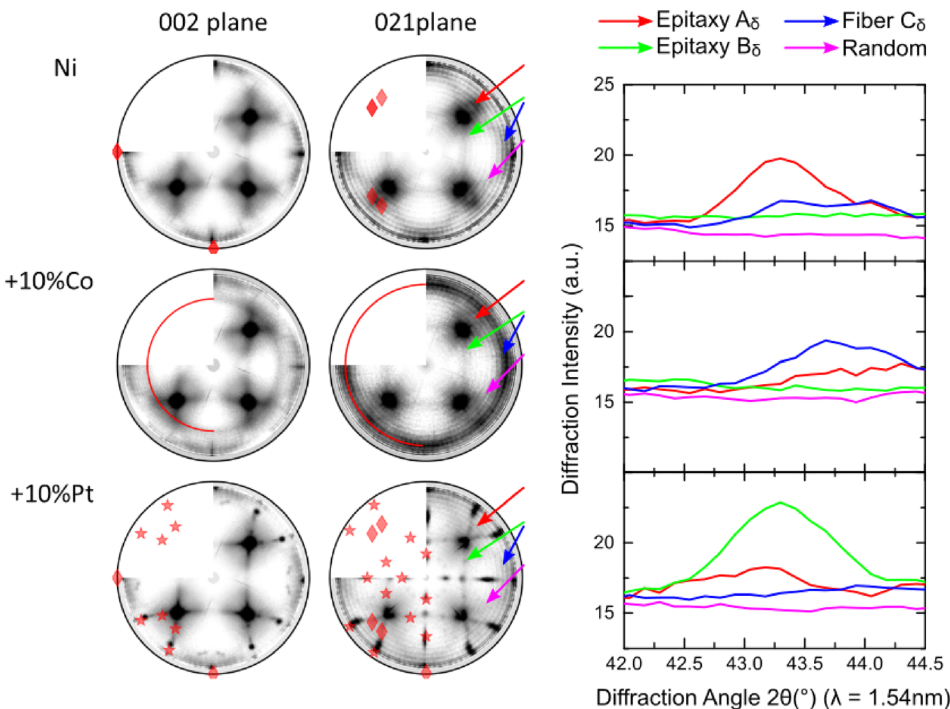 002 plane
021plane
Epitaxy Aδ
Fiber Cδ
Epitaxy Bδ
Random
Ni
+10%Co
+10%Pt
Diffraction Intensity (a.u.)
25
20
15
20
15
20
15
42.0
42.5
43.0
43.5
44.0
44.5
Diffraction Angle 2θ(°) (λ = 1.54nm)